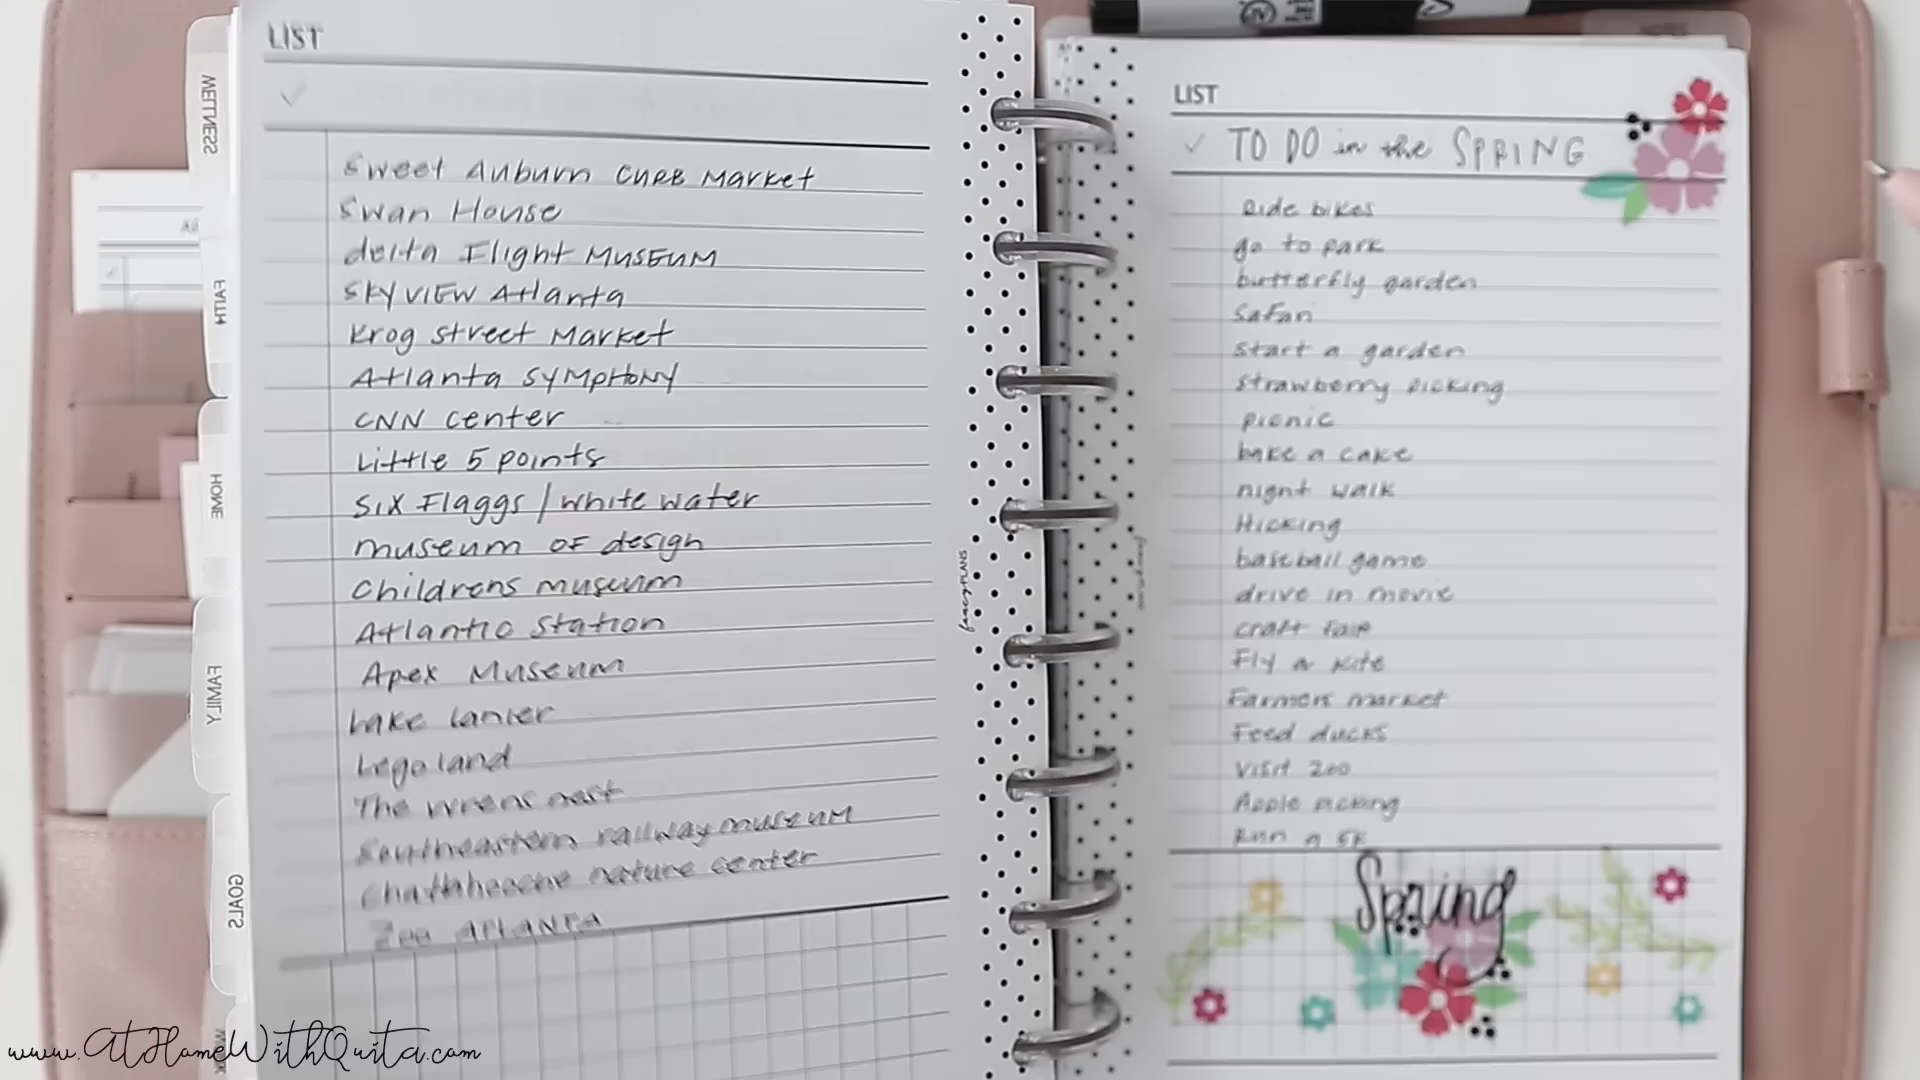 LIST
Sweet Auburn CURB Market
Swan House
delta Flight MUSEUM
SKYVIEW Atlanta
Krog street Market
Atlanta SYMPHONY
CNN center
Little 5 points
SIX Flaggs / white water
museum OF design
Childrens museum
Atlantic Station
Apex Museum
Lake Lanier
Legoland
The wrens nest
Southeastern railway museum
nature center
Zoo ATLANTA
LIST
TO DO in the SPRING
Ride bikes
go to park
butterfly garden
Safari
start a garden
strawberry picking
picnic
bake a cake
night walk
Hicking
baseball game
drive in movie
craft fair
Fly a kite
Farmers market
Feed ducks
Visit zoo
Apple picking
Run a 5K
Spring
WELLNESS
FAITH
HOME
FAMILY
GOALS
www.AtHomeWithQuita.com